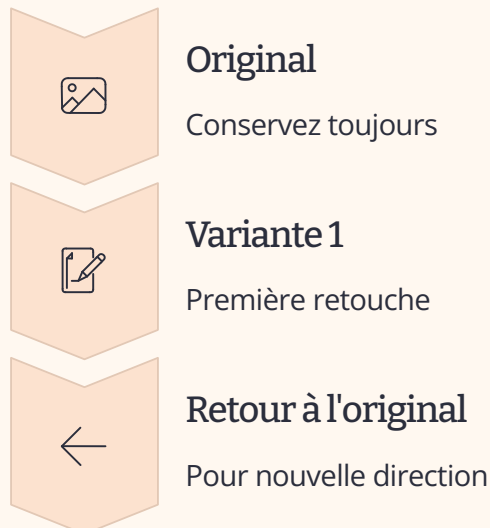 Original
Conservez toujours
Variante 1
Première retouche
Retour à l'original
Pour nouvelle direction